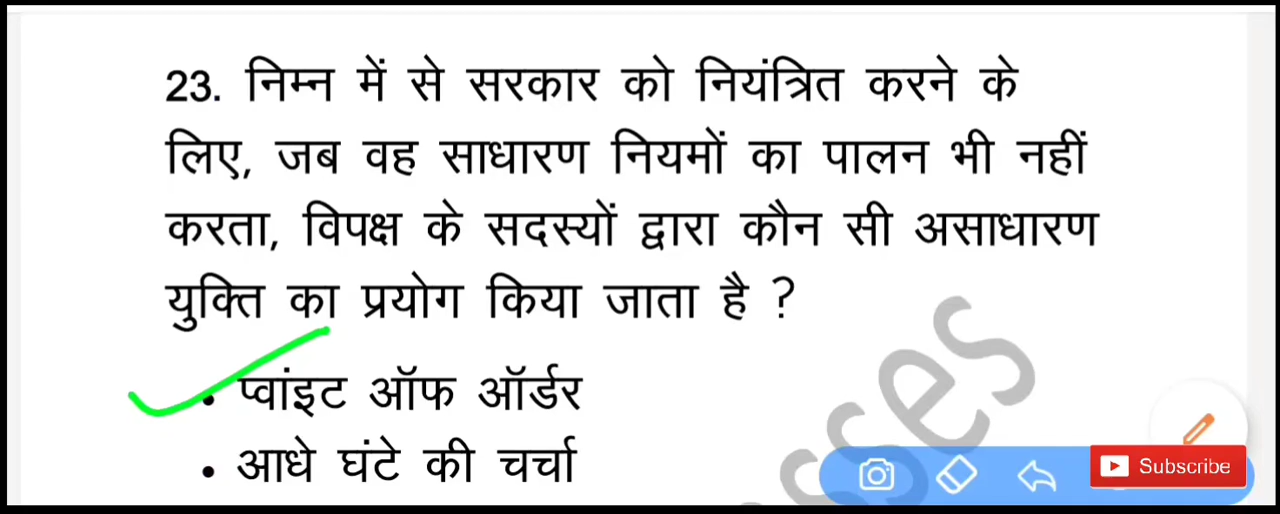 23. निम्न में से सरकार को नियंत्रित करने के
लिए, जब वह साधारण नियमों का पालन भी नहीं
करता, विपक्ष के सदस्यों द्वारा कौन सी असाधारण
युक्ति का प्रयोग किया जाता है ?
• प्वांइट ऑफ ऑर्डर
• आधे घंटे की चर्चा
Subscribe